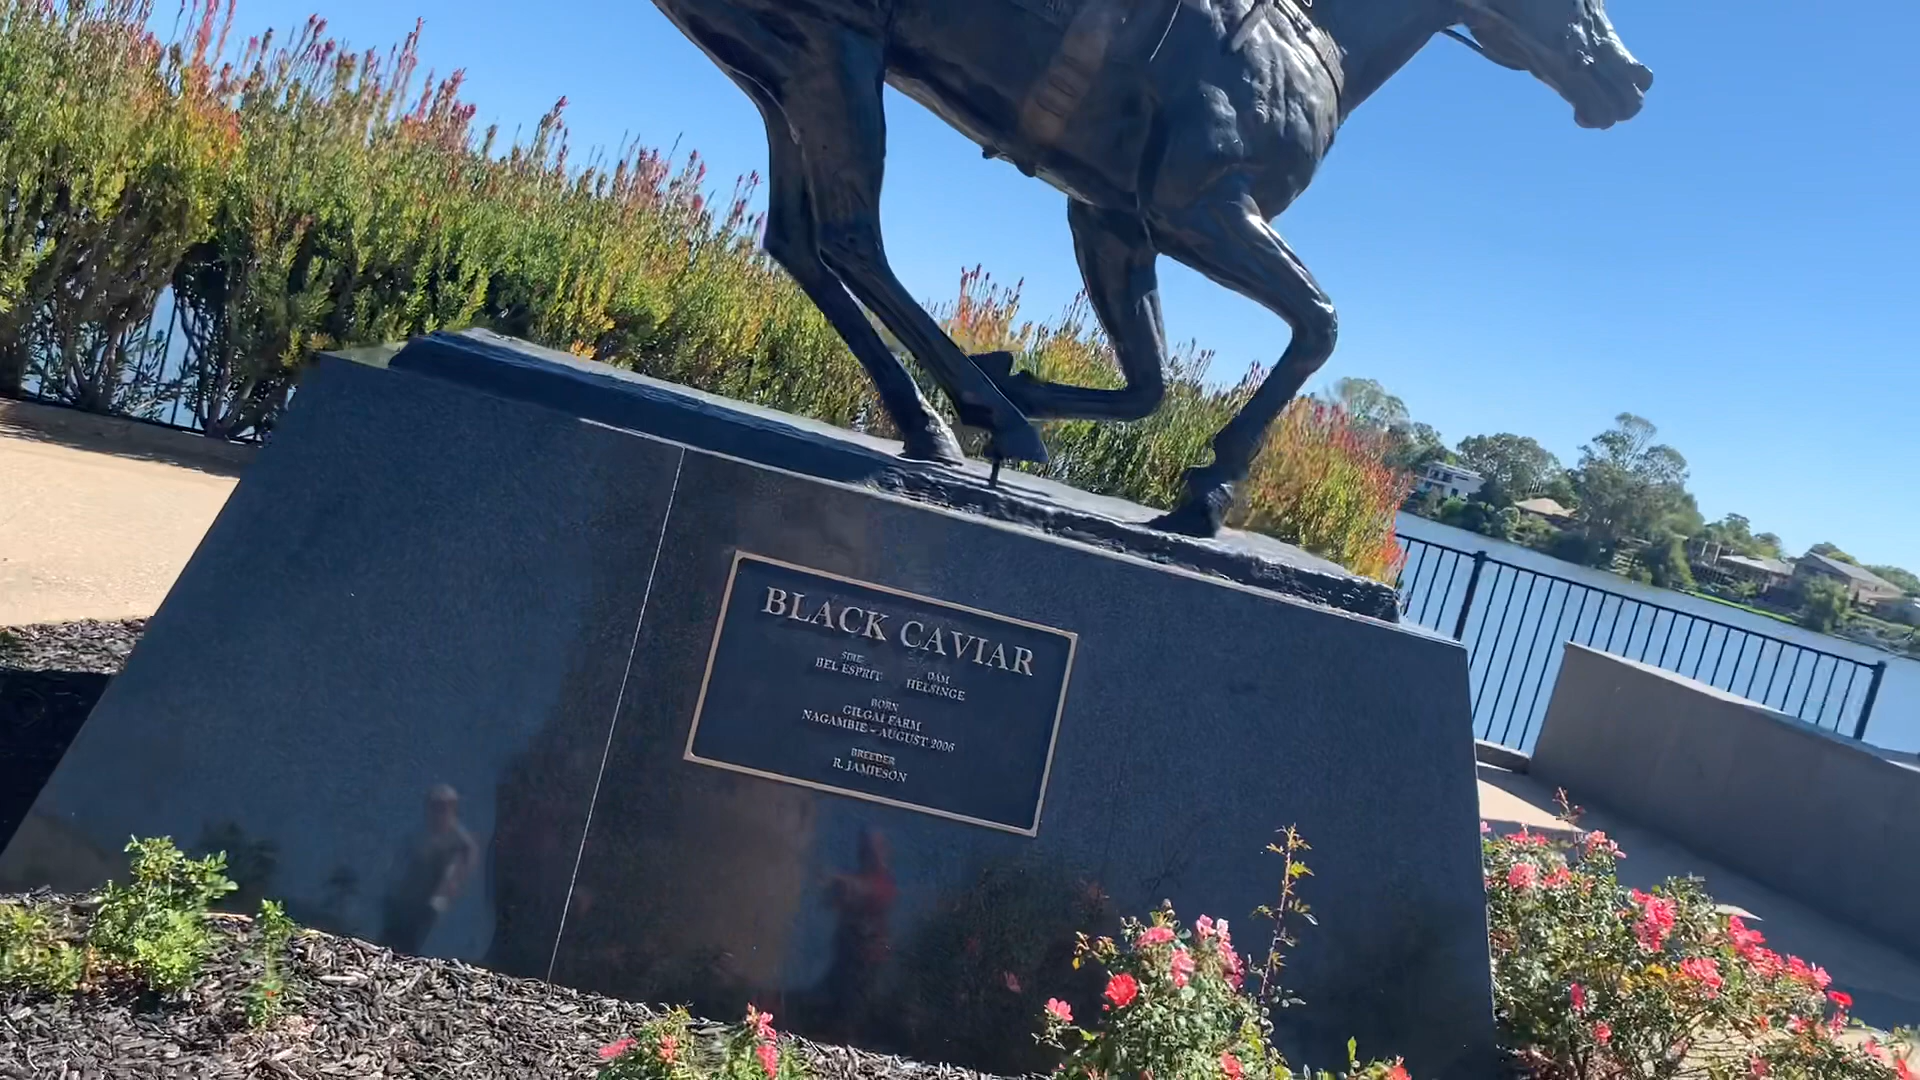 BLACK CAVIAR
SIRE DAM
BEL ESPRIT HELSINGE
BORN
GILGAI FARM
NAGAMBIE - AUGUST 2006
BREEDER
R. JAMIESON